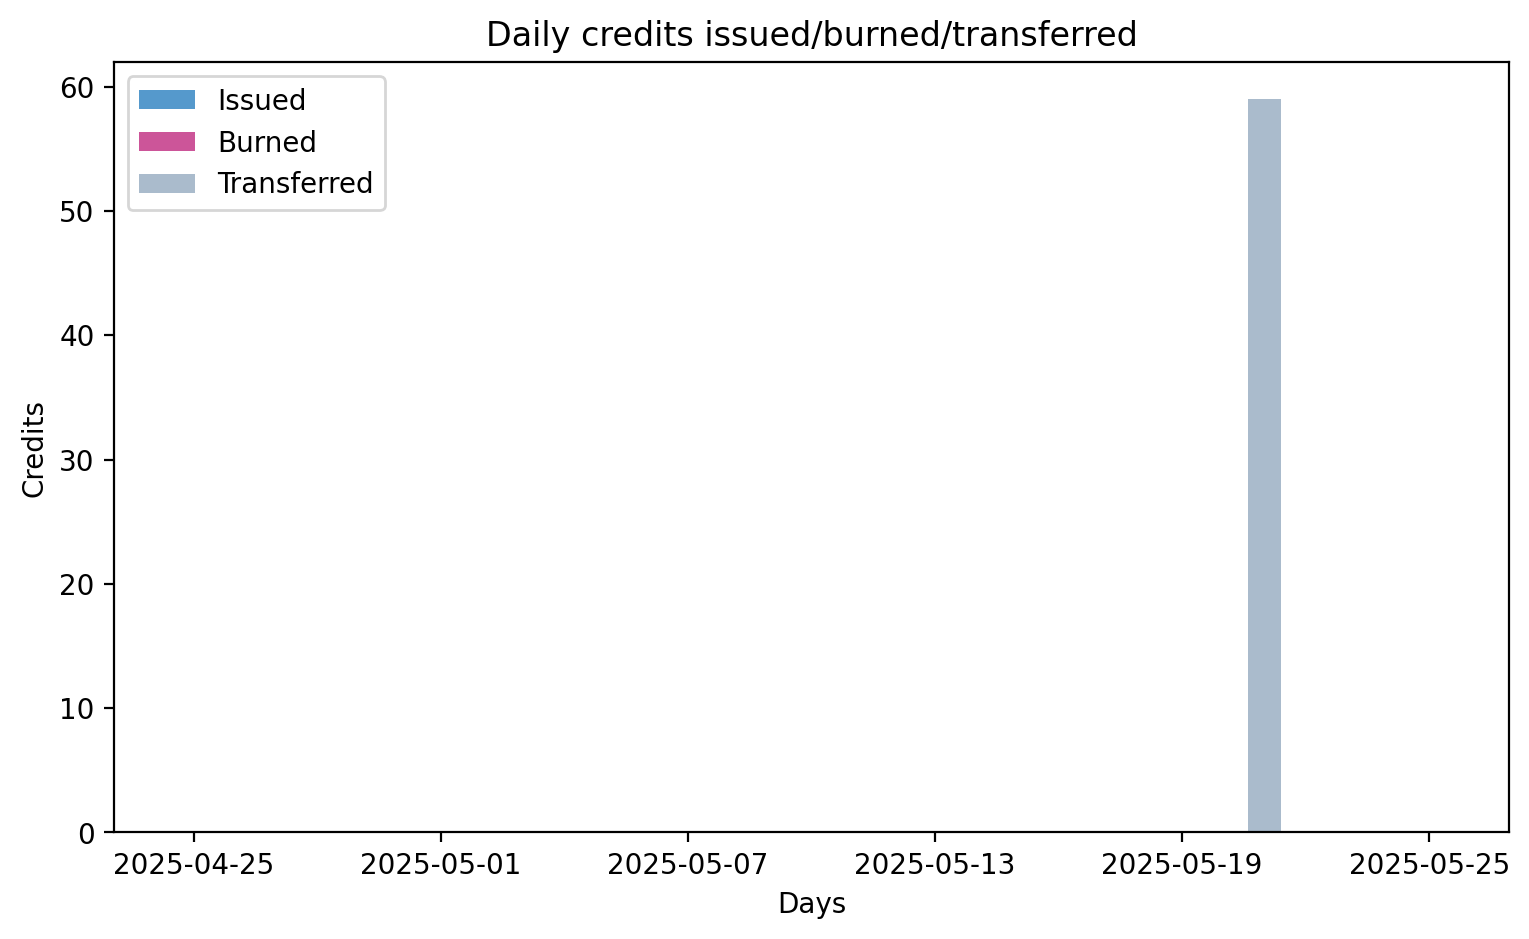 Daily credits issued/burned/transferred
60
50
40
30
20
10
0
Credits
Issued
Burned
Transferred
2025-04-25 2025-05-01 2025-05-07 2025-05-13 2025-05-19 2025-05-25
Days